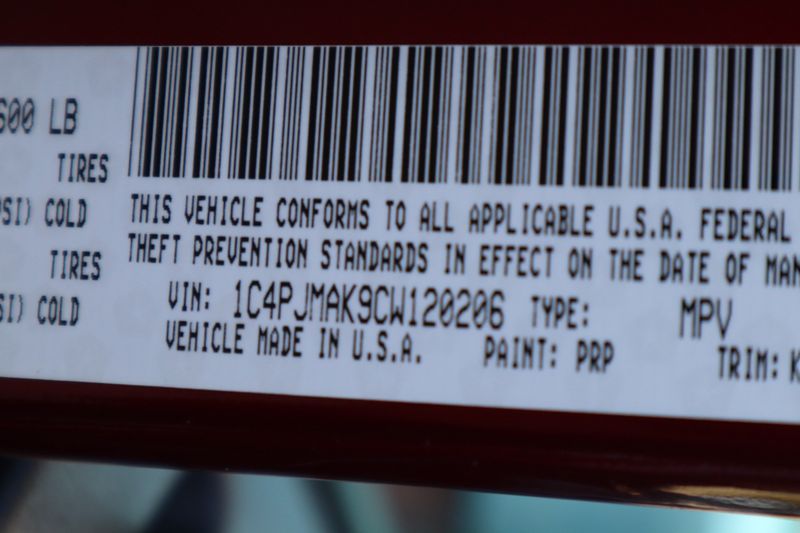 600 LB
TIRES
SI) COLD
TIRES
SI) COLD
THIS VEHICLE CONFORMS TO ALL APPLICABLE U.S.A. FEDERAL
THEFT PREVENTION STANDARDS IN EFFECT ON THE DATE OF MAN
VIN: 1C4PJMAK9CW120206 TYPE: MPV
VEHICLE MADE IN U.S.A. PAINT: PRP TRIM: K